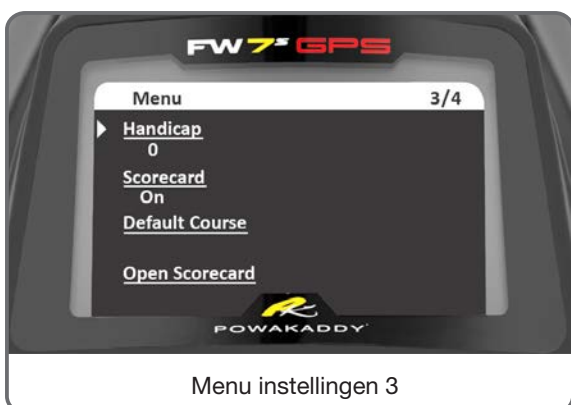 FW7s GPS
Menu 3/4
Handicap
0
Scorecard
On
Default Course
Open Scorecard
POWAKADDY
Menu instellingen 3